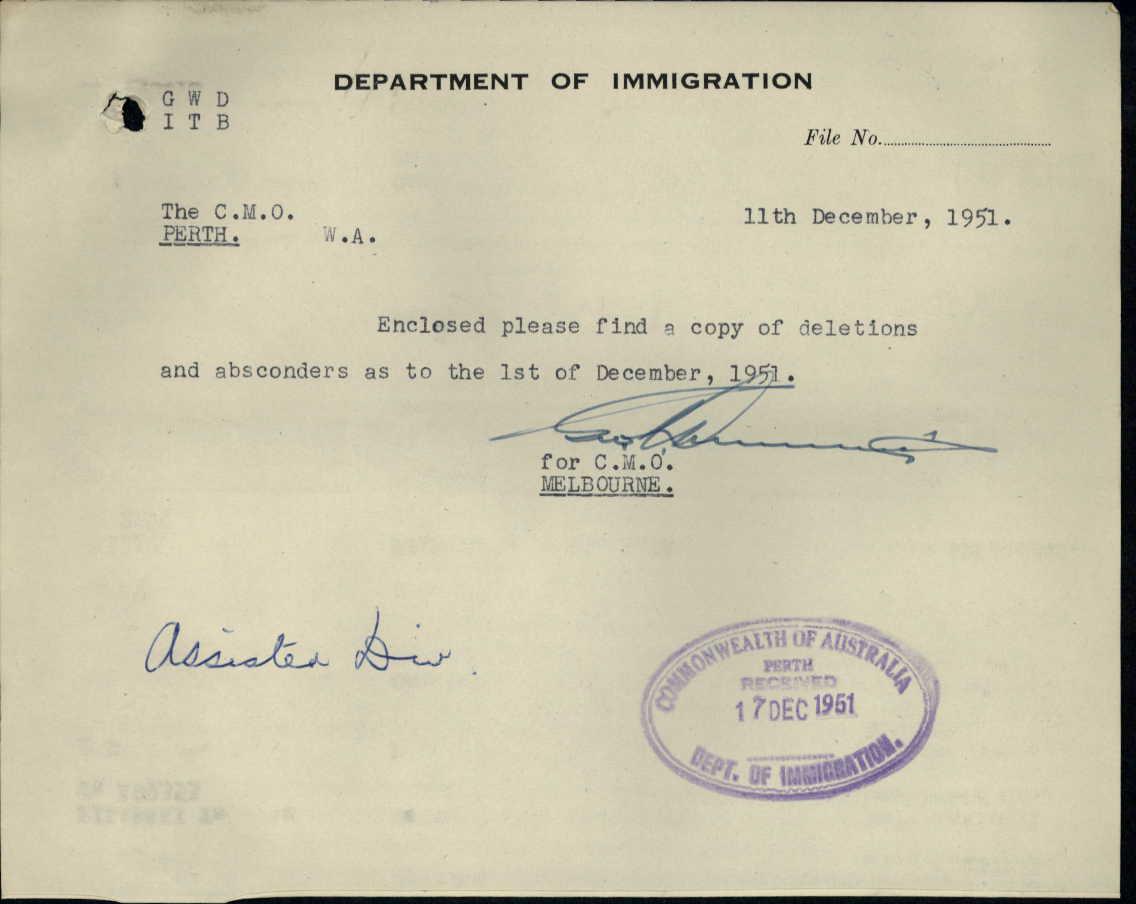 DEPARTMENT OF IMMIGRATION
G W D
I T B
File No.
The C.M.O.
PERTH. W.A.
11th December, 1951.
Enclosed please find a copy of deletions
and absconders as to the 1st of December, 1951.
for C.M.O.
MELBOURNE.
Assisted Div.
COMMONWEALTH OF AUSTRALIA
PERTH
RECEIVED
17 DEC 1951
DEPT. OF IMMIGRATION.